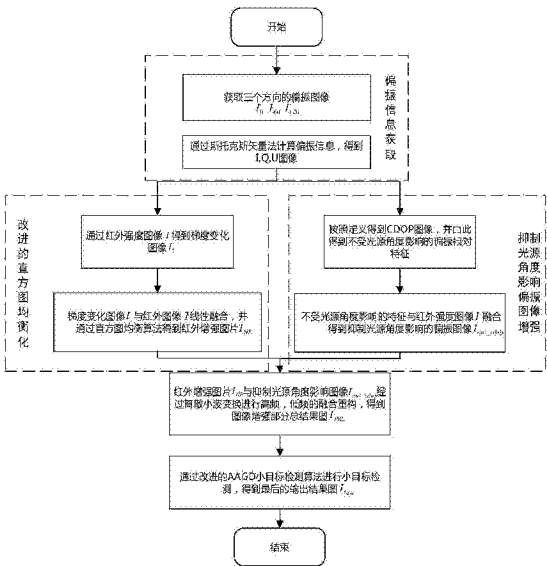 开始
获取三个方向的偏振图像
I₀ I₆₀ I₁₂₀
通过斯托克斯矢量法计算偏振信息，得到
I,Q,U图像
偏振信息获取
改进的直方图均衡化
通过红外强度图像 I 得到梯度变化
图像
梯度变化图像 与红外图像 I 线性融合，并
通过直方图均衡算法得到红外增强图片
按照定义得到CDOP图像，并由此
得到不受光源角度影响的偏振相对
特征
不受光源角度影响的特征与红外强度图像 I 融合
得到抑制光源角度影响的偏振图像
抑制光源角度影响偏振图像增强
红外增强图片 与抑制光源角度影响图像 经
过离散小波变换进行高频，低频的融合重构，得到
图像增强部分总结果图
通过改进的AAGD小目标检测算法进行小目标检
测，得到最后的输出结果图
结束